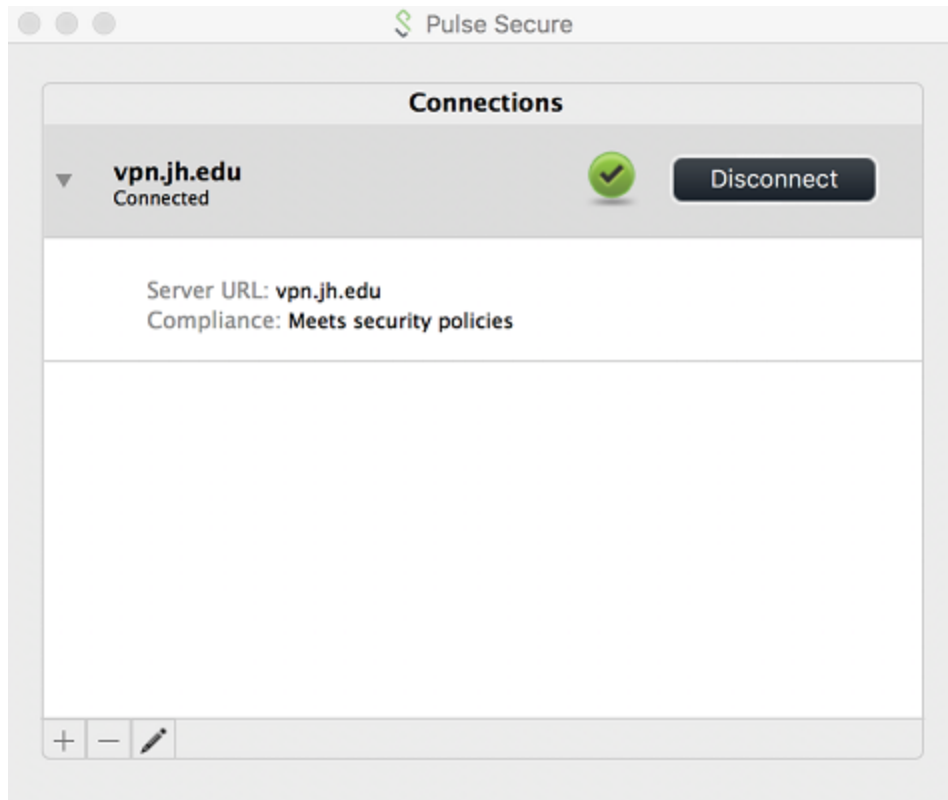 Pulse Secure
Connections
vpn.jh.edu
Connected
Disconnect
Server URL: vpn.jh.edu
Compliance: Meets security policies